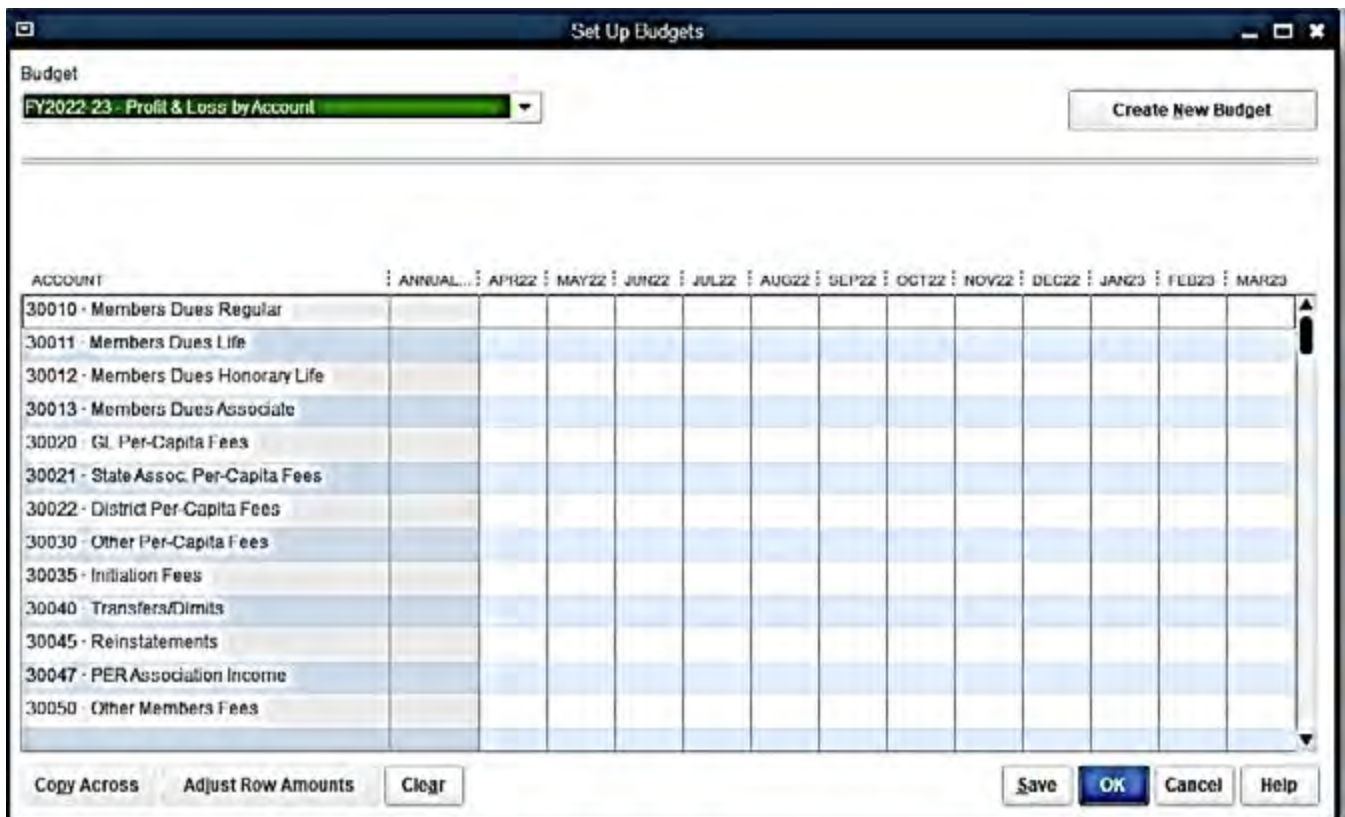 Set Up Budgets
Budget
FY2022-23 - Profit & Loss by Account
Create New Budget
ACCOUNT ANNUAL... APR22 MAY22 JUN22 JUL22 AUG22 SEP22 OCT22 NOV22 DEC22 JAN23 FEB23 MAR23
30010 · Members Dues Regular
30011 · Members Dues Life
30012 · Members Dues Honorary Life
30013 · Members Dues Associate
30020 · GL Per-Capita Fees
30021 · State Assoc. Per-Capita Fees
30022 · District Per-Capita Fees
30030 · Other Per-Capita Fees
30035 · Initiation Fees
30040 · Transfers/Dimits
30045 · Reinstatements
30047 · PER Association Income
30050 · Other Members Fees
Copy Across Adjust Row Amounts Clear Save OK Cancel Help